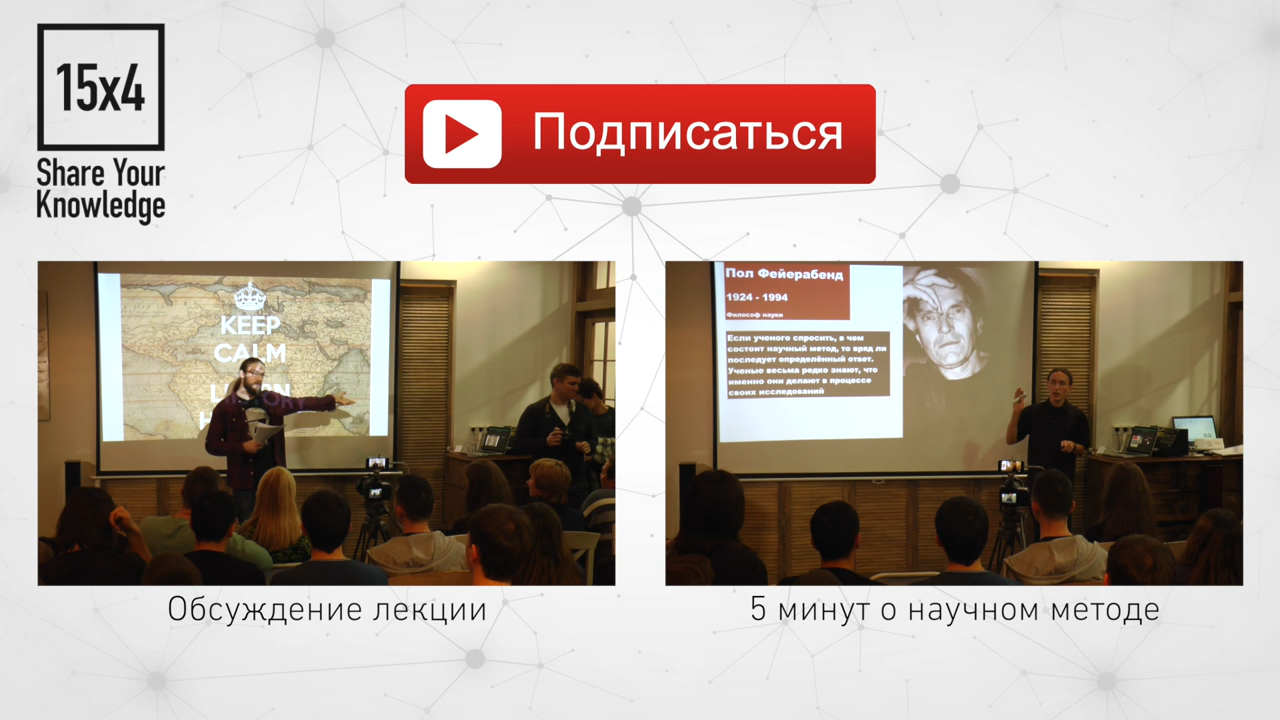 15x4
Share Your
Knowledge
Подписаться
KEEP
CALM
Пол Фейерабенд
1924 - 1994
Философ науки
Если ученого спросить, в чем
состоит научный метод, то вряд ли
последует определённый ответ.
Ученые весьма редко знают, что
именно они делают в процессе
своих исследований
Обсуждение лекции
5 минут о научном методе